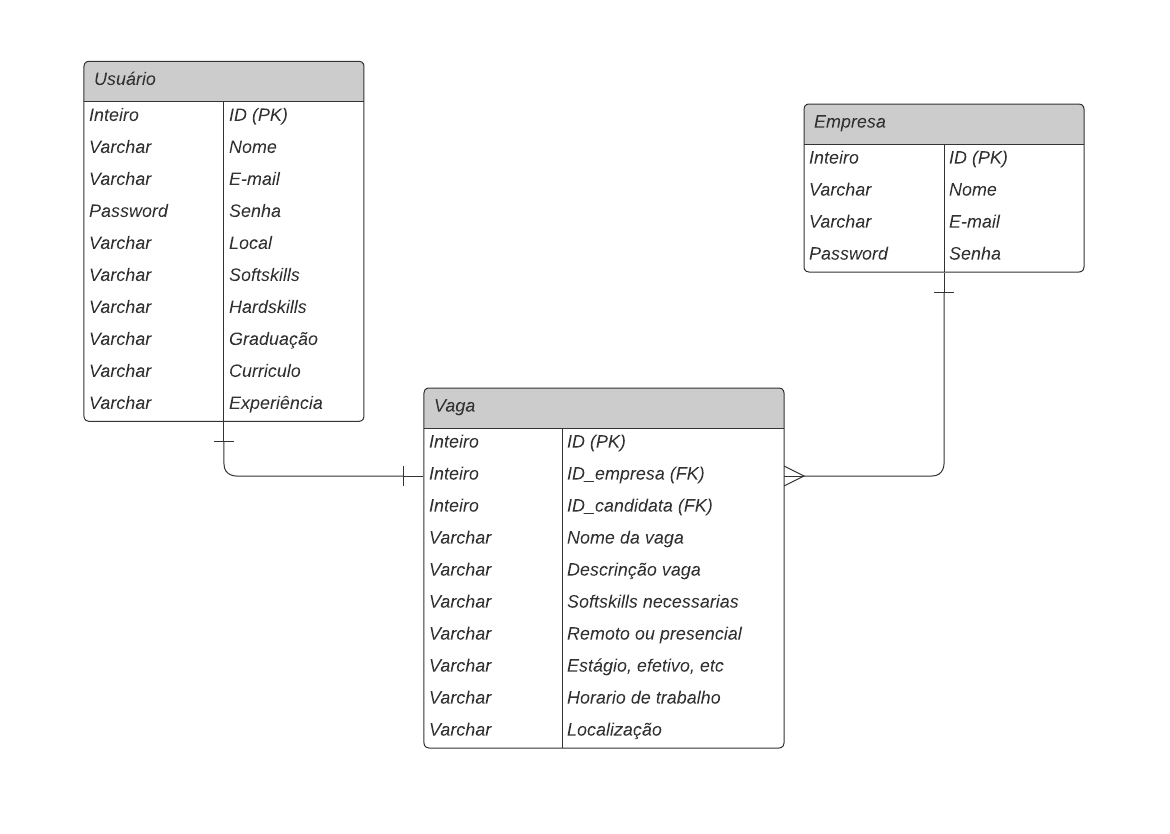 Usuário
Inteiro ID (PK)
Varchar Nome
Varchar E-mail
Password Senha
Varchar Local
Varchar Softskills
Varchar Hardskills
Varchar Graduação
Varchar Curriculo
Varchar Experiência
Empresa
Inteiro ID (PK)
Varchar Nome
Varchar E-mail
Password Senha
Vaga
Inteiro ID (PK)
Inteiro ID_empresa (FK)
Inteiro ID_candidata (FK)
Varchar Nome da vaga
Varchar Descrinção vaga
Varchar Softskills necessarias
Varchar Remoto ou presencial
Varchar Estágio, efetivo, etc
Varchar Horario de trabalho
Varchar Localização